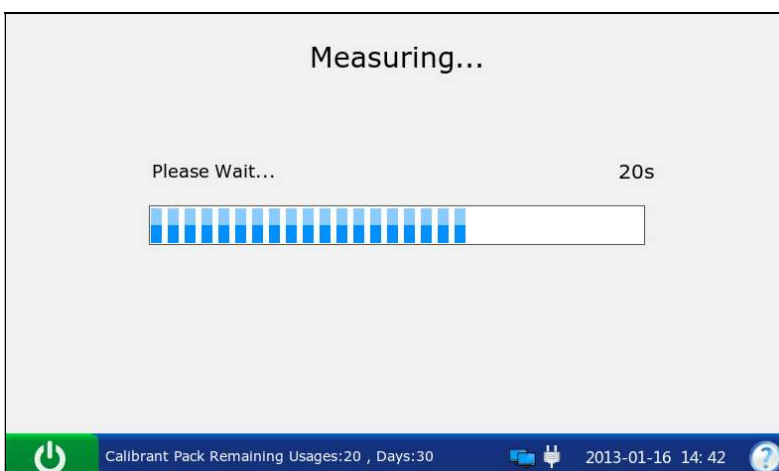 Measuring...
Please Wait... 20s
Calibrant Pack Remaining Usages:20 , Days:30 2013-01-16 14: 42 ?